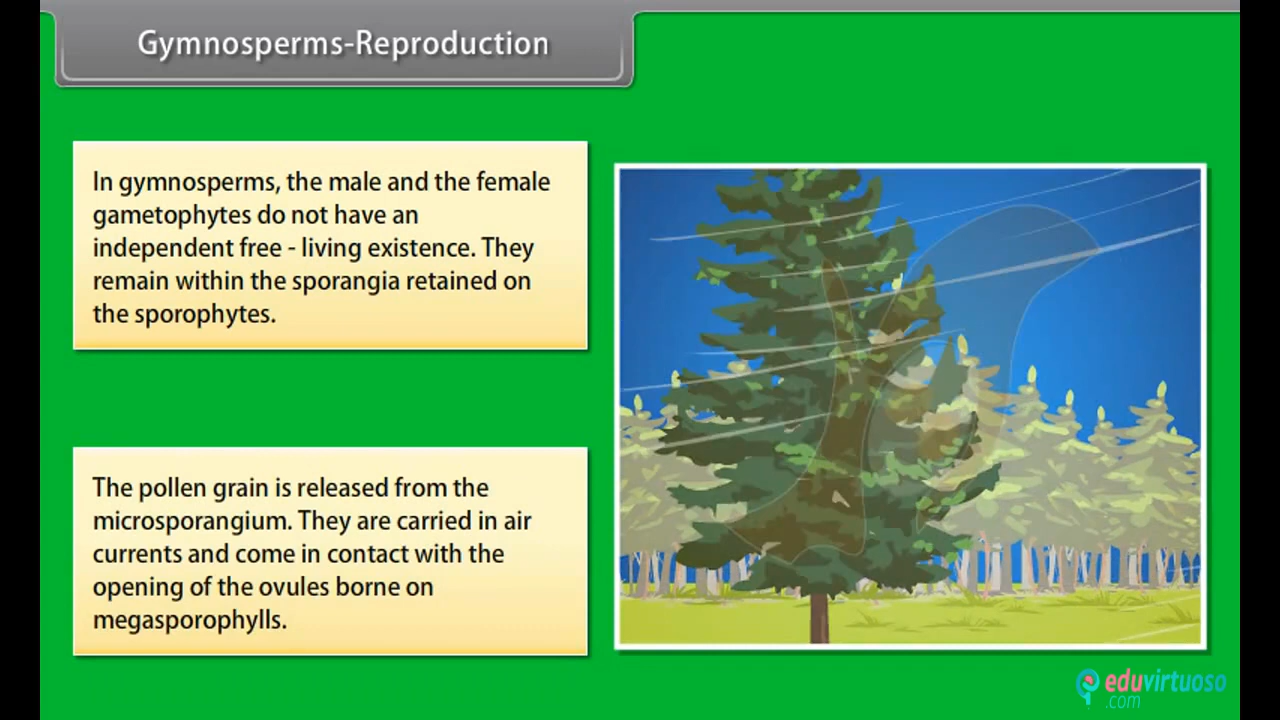 Gymnosperms-Reproduction
In gymnosperms, the male and the female
gametophytes do not have an
independent free - living existence. They
remain within the sporangia retained on
the sporophytes.
The pollen grain is released from the
microsporangium. They are carried in air
currents and come in contact with the
opening of the ovules borne on
megasporophylls.
eduvirtuoso
.com